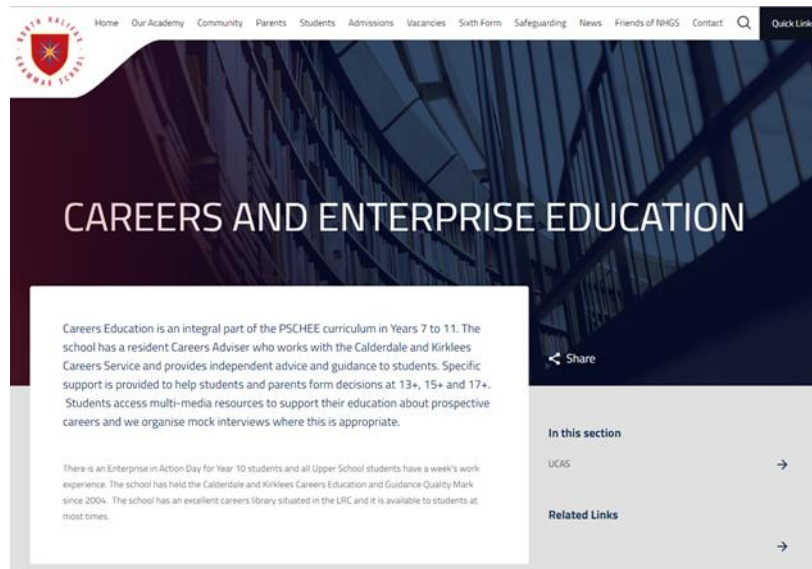 NORTH HALIFAX
GRAMMAR SCHOOL
Home Our Academy Community Parents Students Admissions Vacancies Sixth Form Safeguarding News Friends of NHGS Contact Quick Link
CAREERS AND ENTERPRISE EDUCATION
Careers Education is an integral part of the PSCHEE curriculum in Years 7 to 11. The
school has a resident Careers Adviser who works with the Calderdale and Kirklees
Careers Service and provides independent advice and guidance to students. Specific
support is provided to help students and parents form decisions at 13+, 15+ and 17+.
Students access multi-media resources to support their education about prospective
careers and we organise mock interviews where this is appropriate.
Share
There is an Enterprise in Action Day for Year 10 students and all Upper School students have a week's work
experience. The school has held the Calderdale and Kirklees Careers Education and Guidance Quality Mark
since 2004. The school has an excellent careers library situated in the LRC and it is available to students at
most times.
In this section
UCAS
Related Links